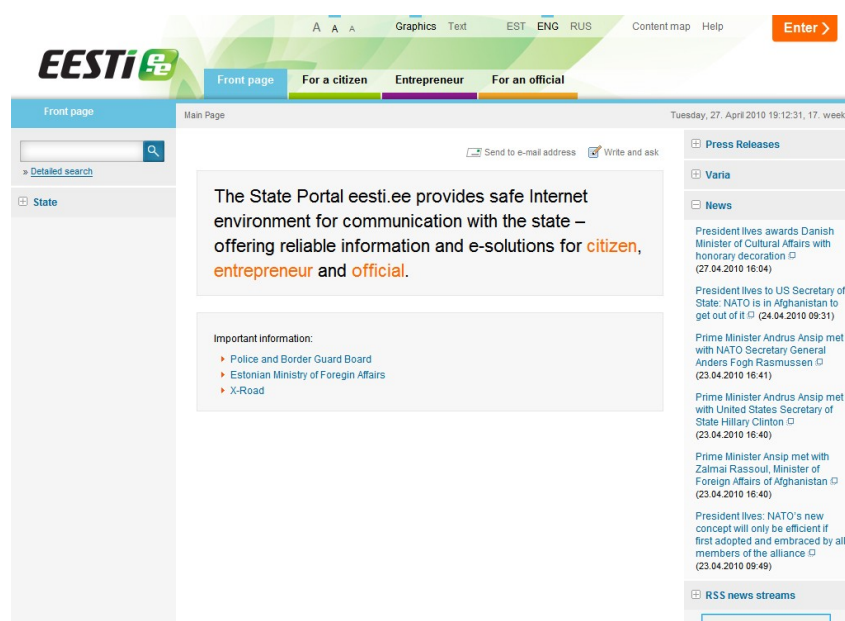 A A A Graphics Text EST ENG RUS Content map Help Enter
EESTi ee
Front page For a citizen Entrepreneur For an official
Front page
Main Page
Tuesday, 27. April 2010 19:12:31, 17. week
» Detailed search
State
Send to e-mail address Write and ask
The State Portal eesti.ee provides safe Internet
environment for communication with the state –
offering reliable information and e-solutions for citizen,
entrepreneur and official.
Important information:
Police and Border Guard Board
Estonian Ministry of Foregin Affairs
X-Road
Press Releases
Varia
News
President Ilves awards Danish
Minister of Cultural Affairs with
honorary decoration
(27.04.2010 16:04)
President Ilves to US Secretary of
State: NATO is in Afghanistan to
get out of it (24.04.2010 09:31)
Prime Minister Andrus Ansip met
with NATO Secretary General
Anders Fogh Rasmussen
(23.04.2010 16:41)
Prime Minister Andrus Ansip met
with United States Secretary of
State Hillary Clinton
(23.04.2010 16:40)
Prime Minister Ansip met with
Zalmai Rassoul, Minister of
Foreign Affairs of Afghanistan
(23.04.2010 16:40)
President Ilves: NATO's new
concept will only be efficient if
first adopted and embraced by all
members of the alliance
(23.04.2010 09:49)
RSS news streams